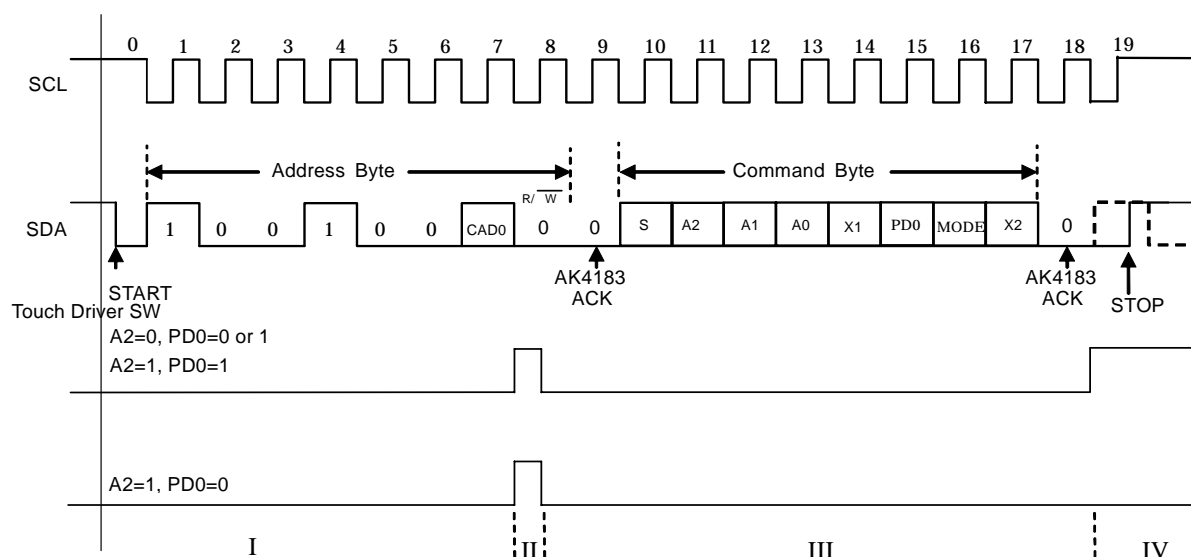 0 1 2 3 4 5 6 7 8 9 10 11 12 13 14 15 16 17 18 19
SCL
Address Byte
Command Byte
R/W
SDA
1 0 0 1 0 0 CAD0 0 0 S A2 A1 A0 X1 PD0 MODE X2 0
START
AK4183
ACK
AK4183
ACK
STOP
Touch Driver SW
A2=0, PD0=0 or 1
A2=1, PD0=1
A2=1, PD0=0
I II III IV